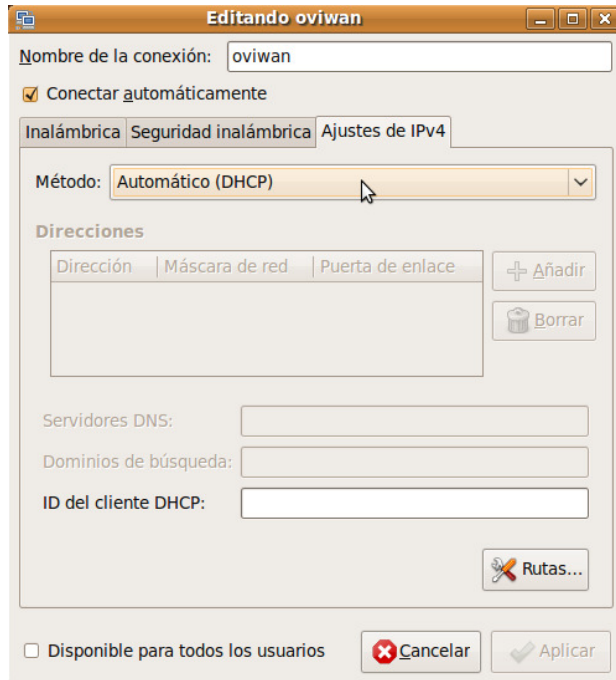 Editando oviwan
Nombre de la conexión: oviwan
Conectar automáticamente
Inalámbrica Seguridad inalámbrica Ajustes de IPv4
Método: Automático (DHCP)
Direcciones
Dirección Máscara de red Puerta de enlace
Añadir
Borrar
Servidores DNS:
Dominios de búsqueda:
ID del cliente DHCP:
Rutas...
Disponible para todos los usuarios Cancelar Aplicar